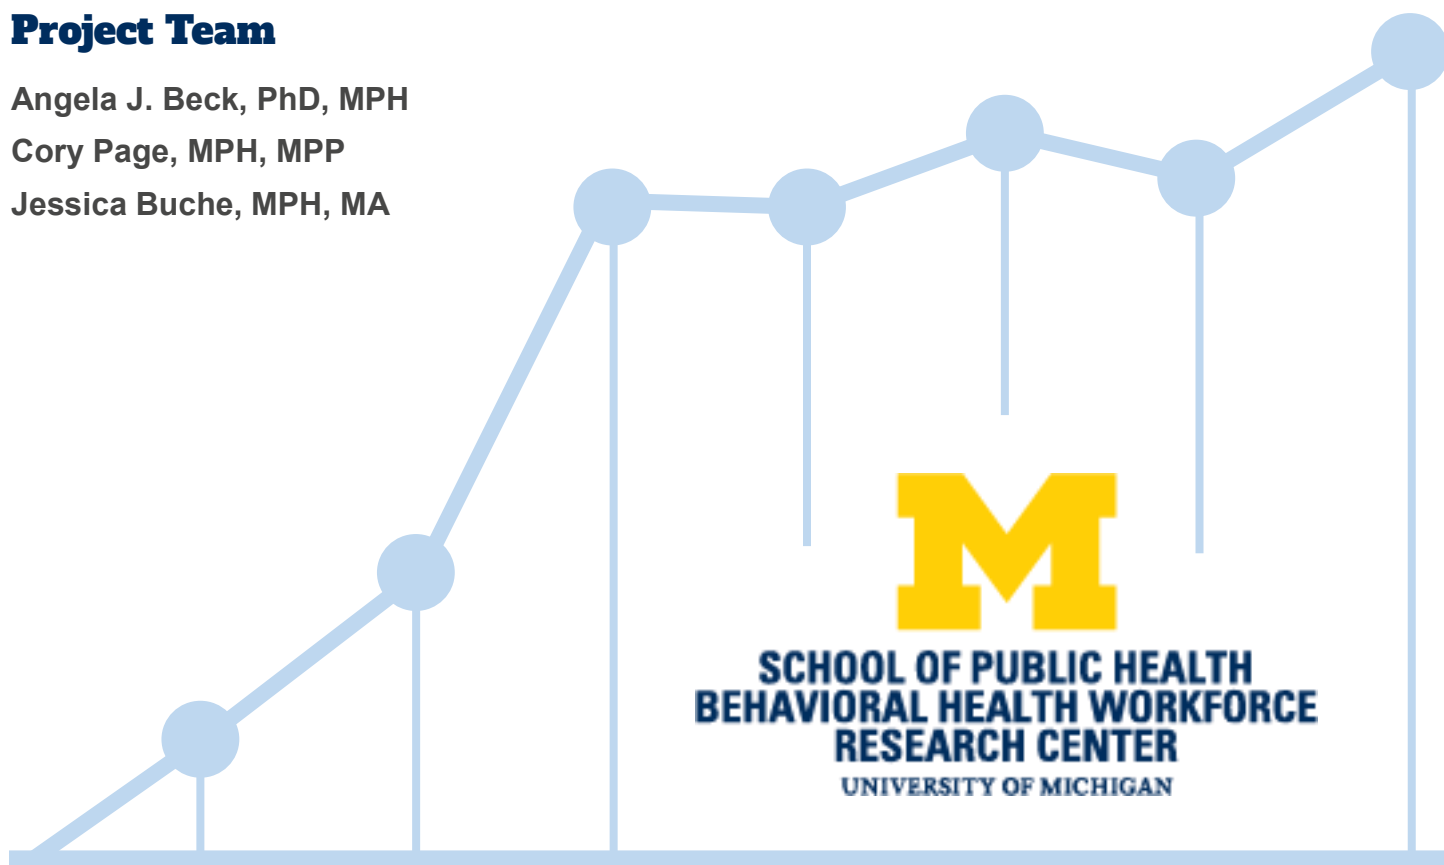 Project Team
Angela J. Beck, PhD, MPH
Cory Page, MPH, MPP
Jessica Buche, MPH, MA
M
SCHOOL OF PUBLIC HEALTH
BEHAVIORAL HEALTH WORKFORCE
RESEARCH CENTER
UNIVERSITY OF MICHIGAN